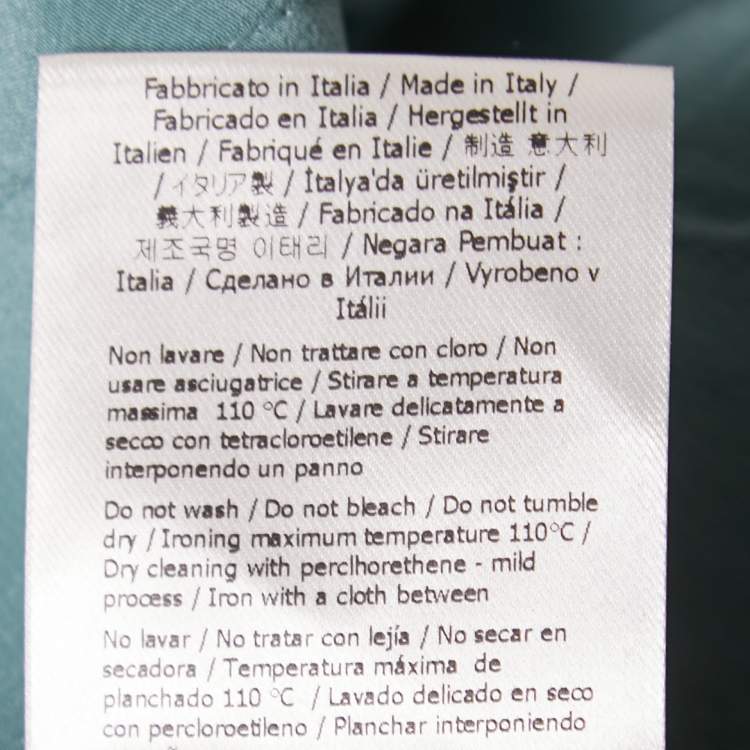 Fabbricato in Italia / Made in Italy /
Fabricado en Italia / Hergestellt in
Italien / Fabriqué en Italie / 制造 意大利
/ イタリア製 / İtalya'da üretilmiştir /
義大利製造 / Fabricado na Itália /
제조국명 이태리 / Negara Pembuat :
Italia / Сделано в Италии / Vyrobeno v
Itálii
Non lavare / Non trattare con cloro / Non
usare asciugatrice / Stirare a temperatura
massima 110 °C / Lavare delicatamente a
secco con tetracloroetilene / Stirare
interponendo un panno
Do not wash / Do not bleach / Do not tumble
dry / Ironing maximum temperature 110°C /
Dry cleaning with perclhorethene - mild
process / Iron with a cloth between
No lavar / No tratar con lejía / No secar en
secadora / Temperatura máxima de
planchado 110 °C / Lavado delicado en seco
con percloroetileno / Planchar interponiendo